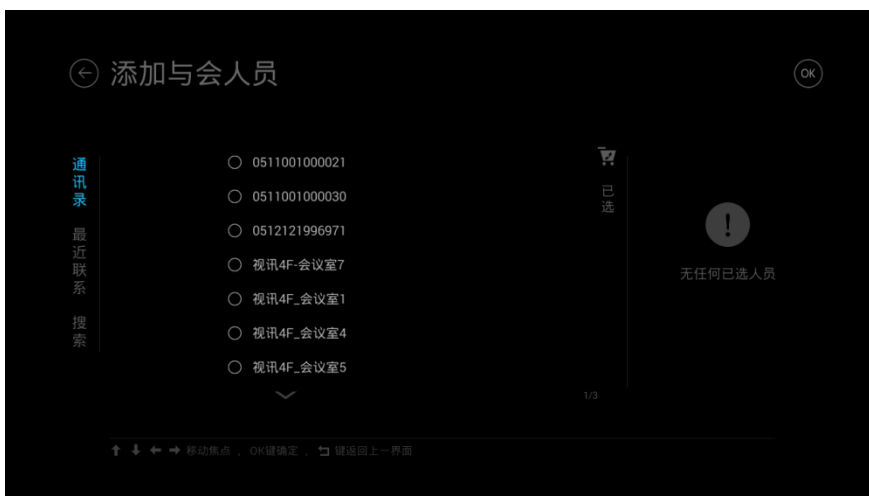 添加与会人员
OK
通讯录
最近联系
搜索
0511001000021
0511001000030
0512121996971
视讯4F-会议室7
视讯4F_会议室1
视讯4F_会议室4
视讯4F_会议室5
1/3
已选
!
无任何已选人员
移动焦点 , OK键确定 , 键返回上一界面